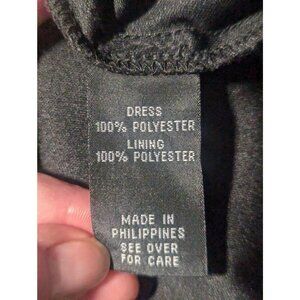 DRESS
100% POLYESTER
LINING
100% POLYESTER
MADE IN
PHILIPPINES
SEE OVER
FOR CARE